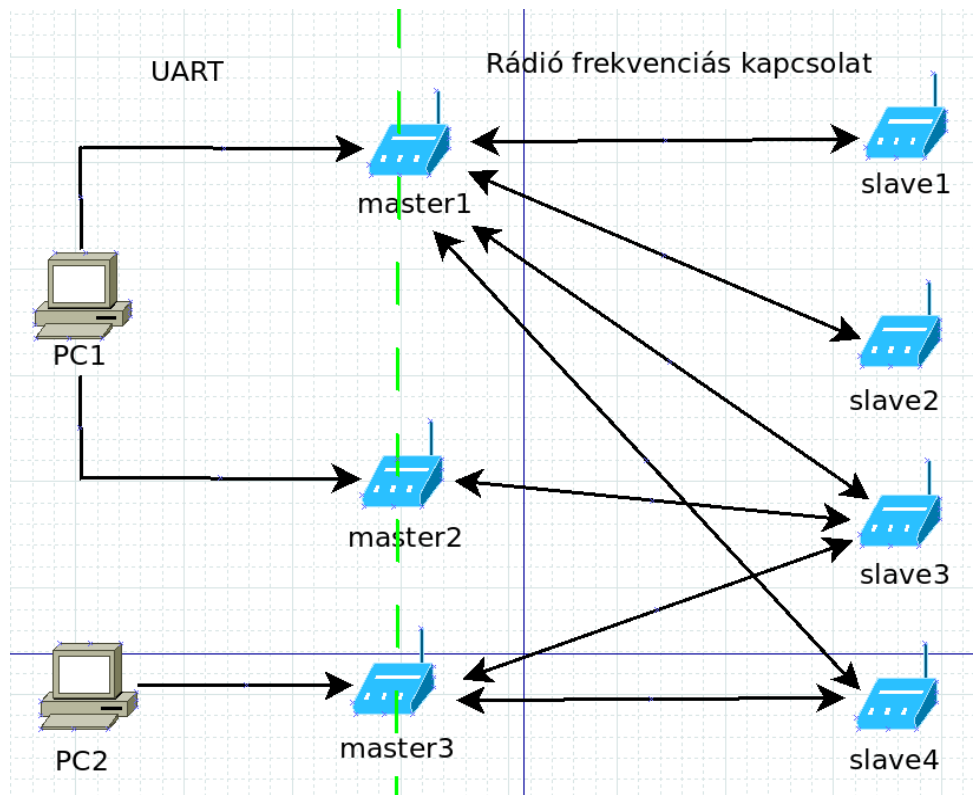 UART
Rádió frekvenciás kapcsolat
master1
slave1
PC1
slave2
master2
slave3
PC2
master3
slave4